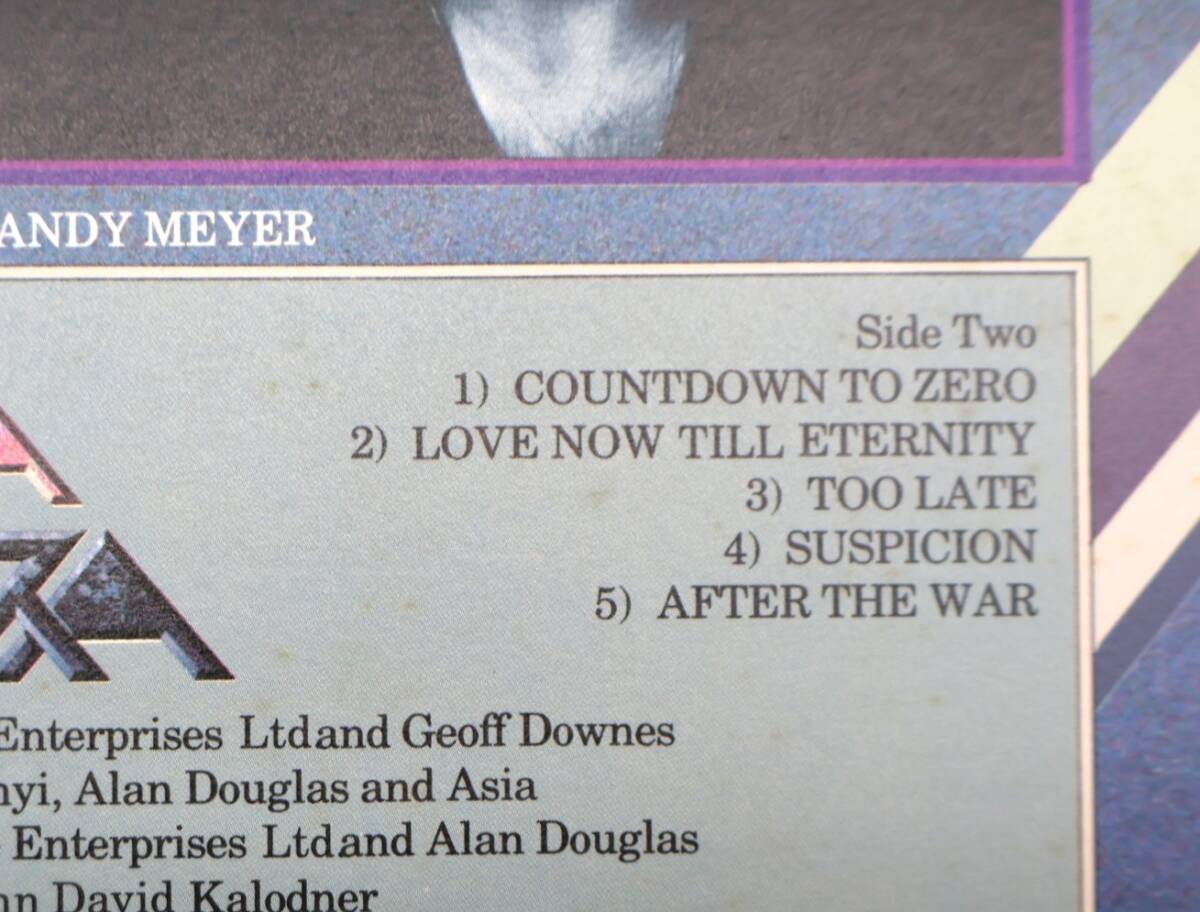 ANDY MEYER
Side Two
1) COUNTDOWN TO ZERO
2) LOVE NOW TILL ETERNITY
3) TOO LATE
4) SUSPICION
5) AFTER THE WAR
Enterprises Ltdand Geoff Downes
nyi, Alan Douglas and Asia
Enterprises Ltdand Alan Douglas
David Kalodner